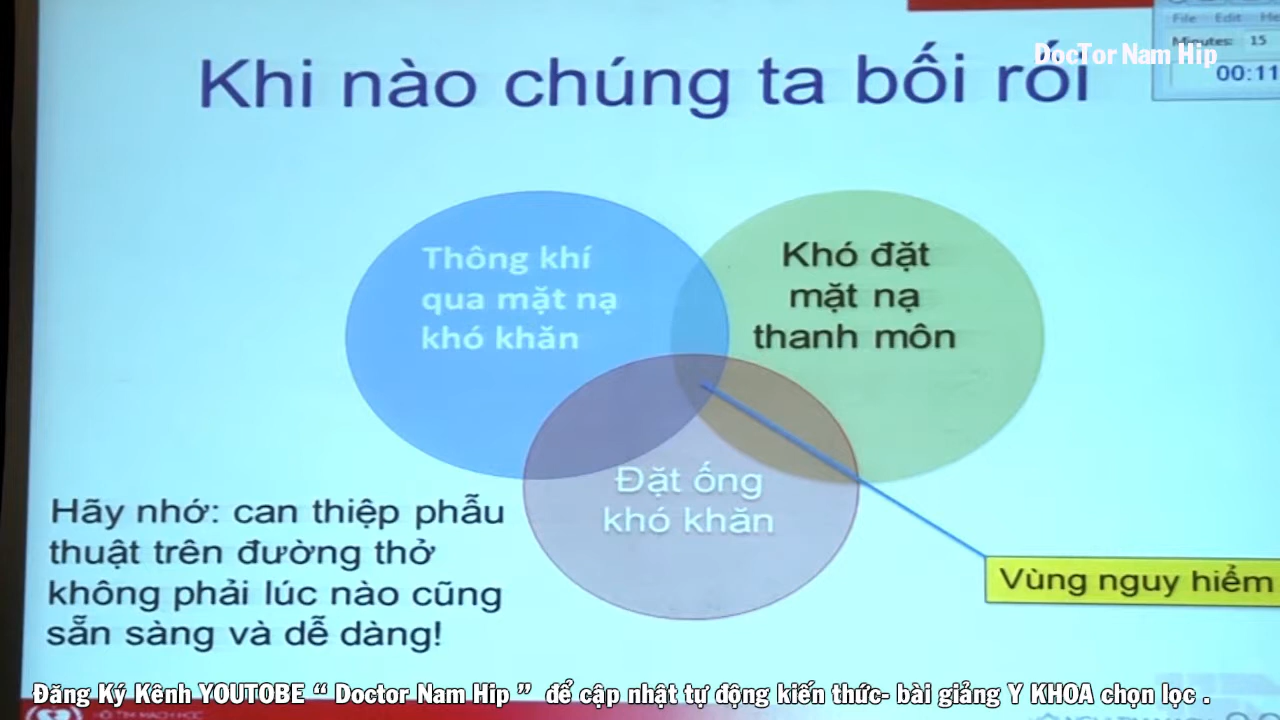 File Edit
Minutes: 15
DocTor Nam Hip
00:11
Khi nào chúng ta bối rối
Thông khí
qua mặt nạ
khó khăn
Khó đặt
mặt nạ
thanh môn
Đặt ống
khó khăn
Hãy nhớ: can thiệp phẫu
thuật trên đường thở
không phải lúc nào cũng
sẵn sàng và dễ dàng!
Vùng nguy hiểm
Đăng Ký Kênh YOUTOBE “ Doctor Nam Hip ” để cập nhật tự động kiến thức- bài giảng Y KHOA chọn lọc .